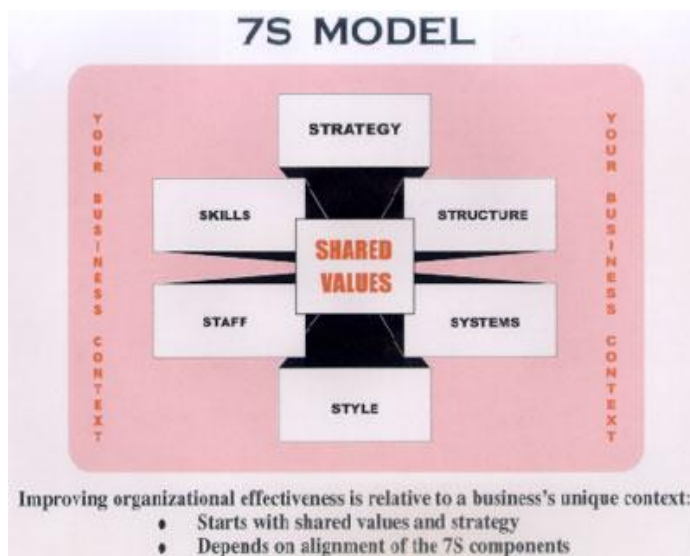 7S MODEL
YOUR BUSINESS CONTEXT
STRATEGY
YOUR BUSINESS CONTEXT
SKILLS
STRUCTURE
SHARED
VALUES
STAFF
SYSTEMS
STYLE
Improving organizational effectiveness is relative to a business's unique context:
• Starts with shared values and strategy
• Depends on alignment of the 7S components